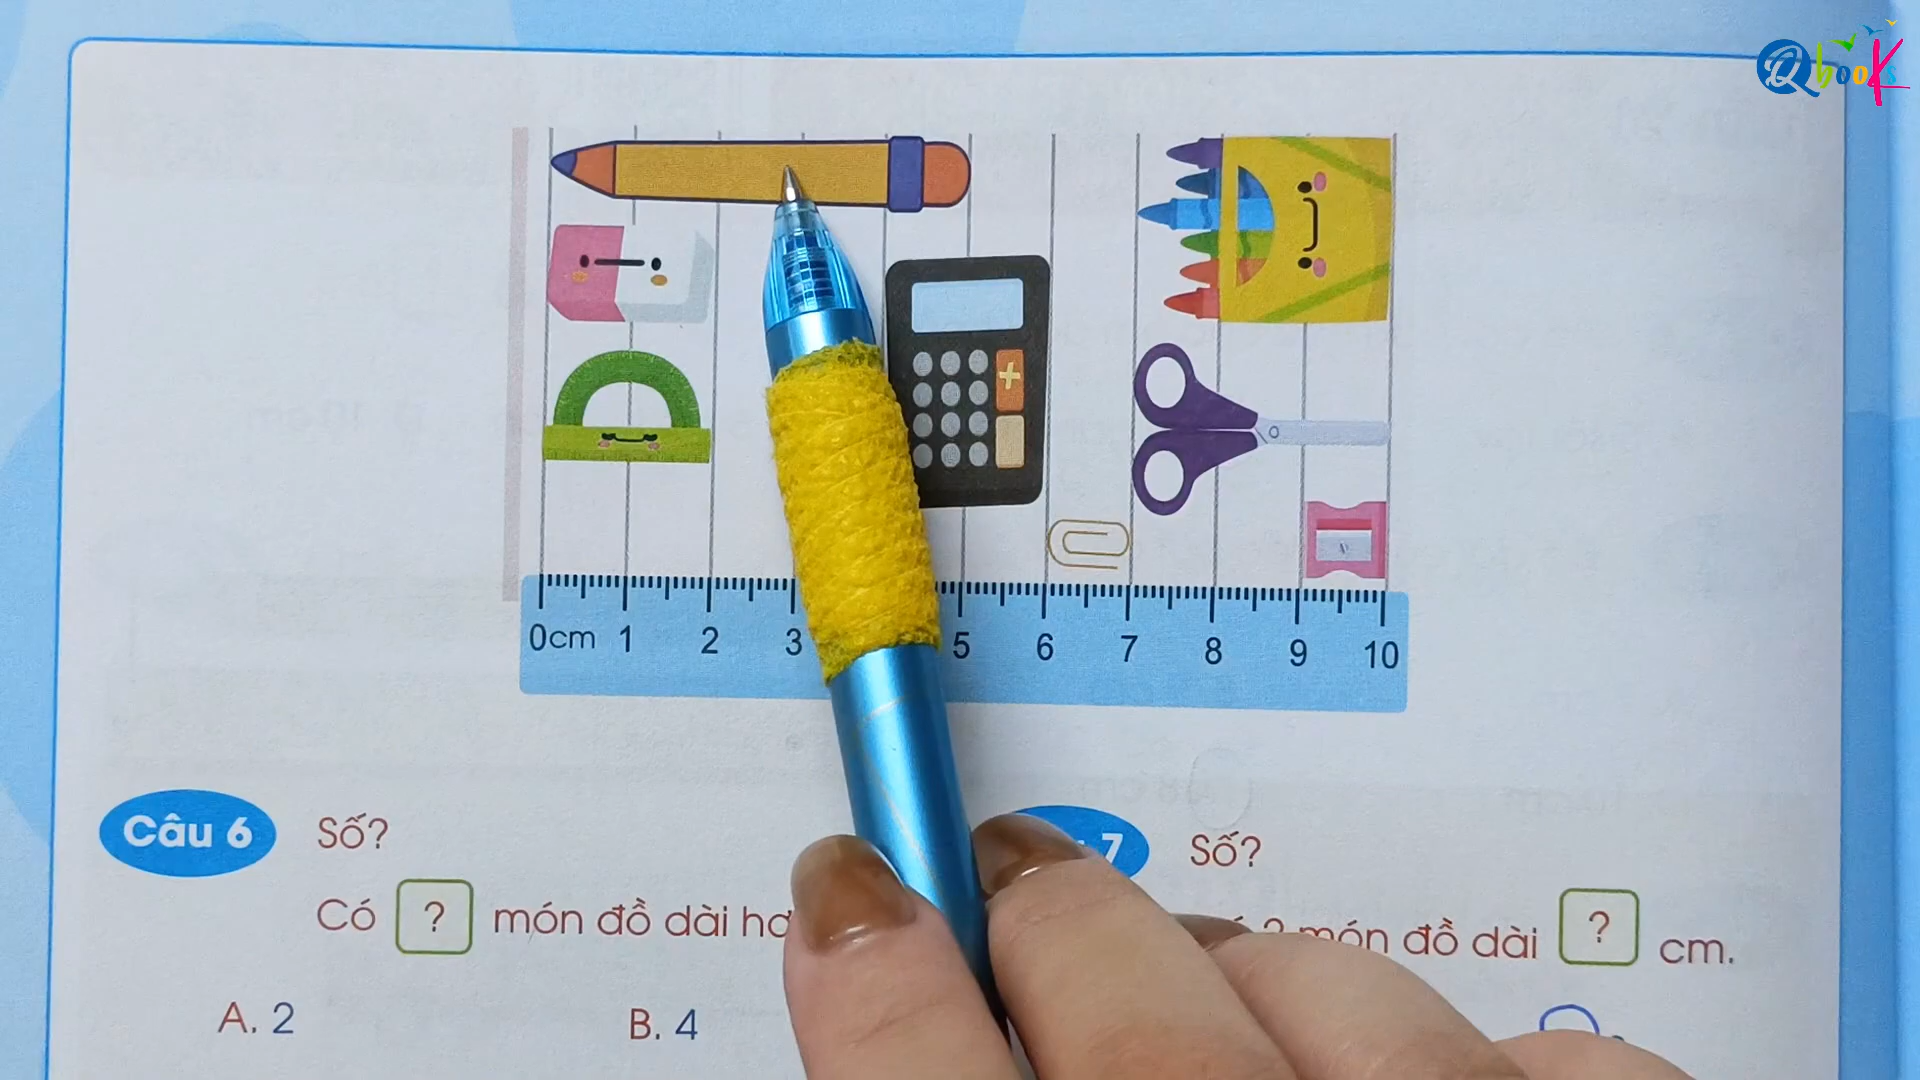 Qbooks
0cm 1 2 3 5 6 7 8 9 10
Câu 6 Số?
Có ? món đồ dài
A. 2 B. 4
7 Số?
món đồ dài ? cm.